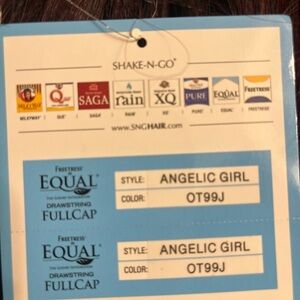 SHAKE-N-GO
MILKYWAY QUE SAGA RAIN XQ PURE EQUAL FREETRESS
www.SNGHAIR.com
FREETRESS
EQUAL STYLE: ANGELIC GIRL
DRAWSTRING COLOR: OT99J
FULLCAP
FREETRESS
EQUAL STYLE: ANGELIC GIRL
DRAWSTRING COLOR: OT99J
FULLCAP